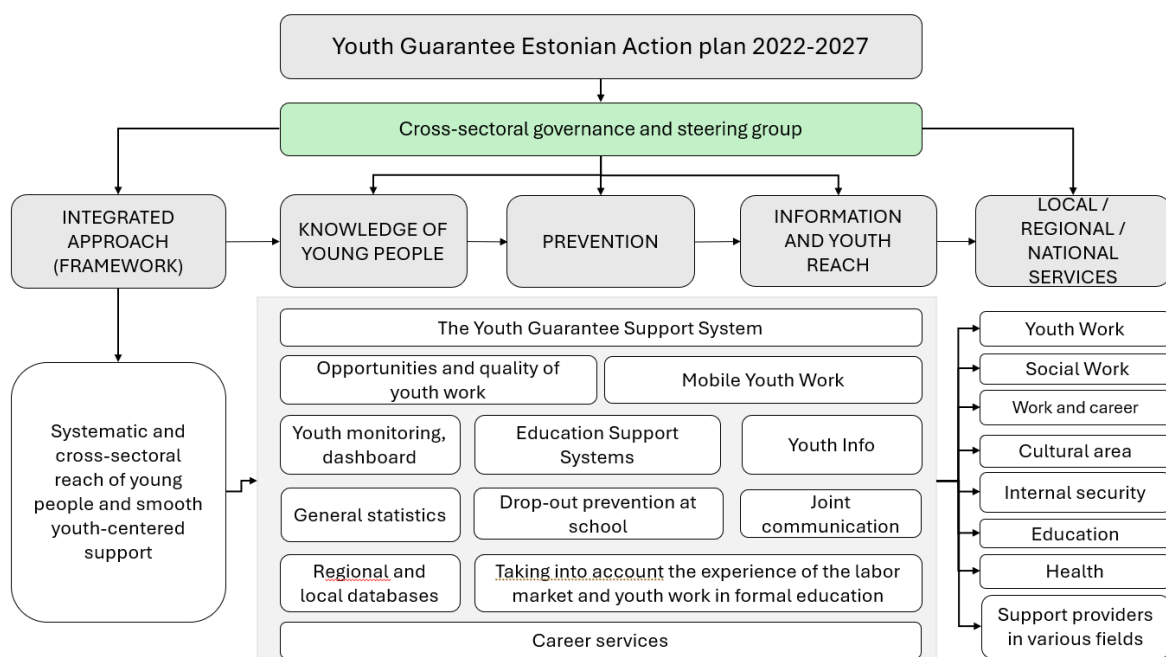 Youth Guarantee Estonian Action plan 2022-2027
Cross-sectoral governance and steering group
INTEGRATED
APPROACH
(FRAMEWORK)
KNOWLEDGE OF
YOUNG PEOPLE
PREVENTION
INFORMATION
AND YOUTH
REACH
LOCAL /
REGIONAL /
NATIONAL
SERVICES
Systematic and
cross-sectoral
reach of young
people and smooth
youth-centered
support
The Youth Guarantee Support System
Opportunities and quality of
youth work
Mobile Youth Work
Youth monitoring,
dashboard
Education Support
Systems
Youth Info
General statistics
Drop-out prevention at
school
Joint
communication
Regional and
local databases
Taking into account the experience of the labor
market and youth work in formal education
Career services
Youth Work
Social Work
Work and career
Cultural area
Internal security
Education
Health
Support providers
in various fields